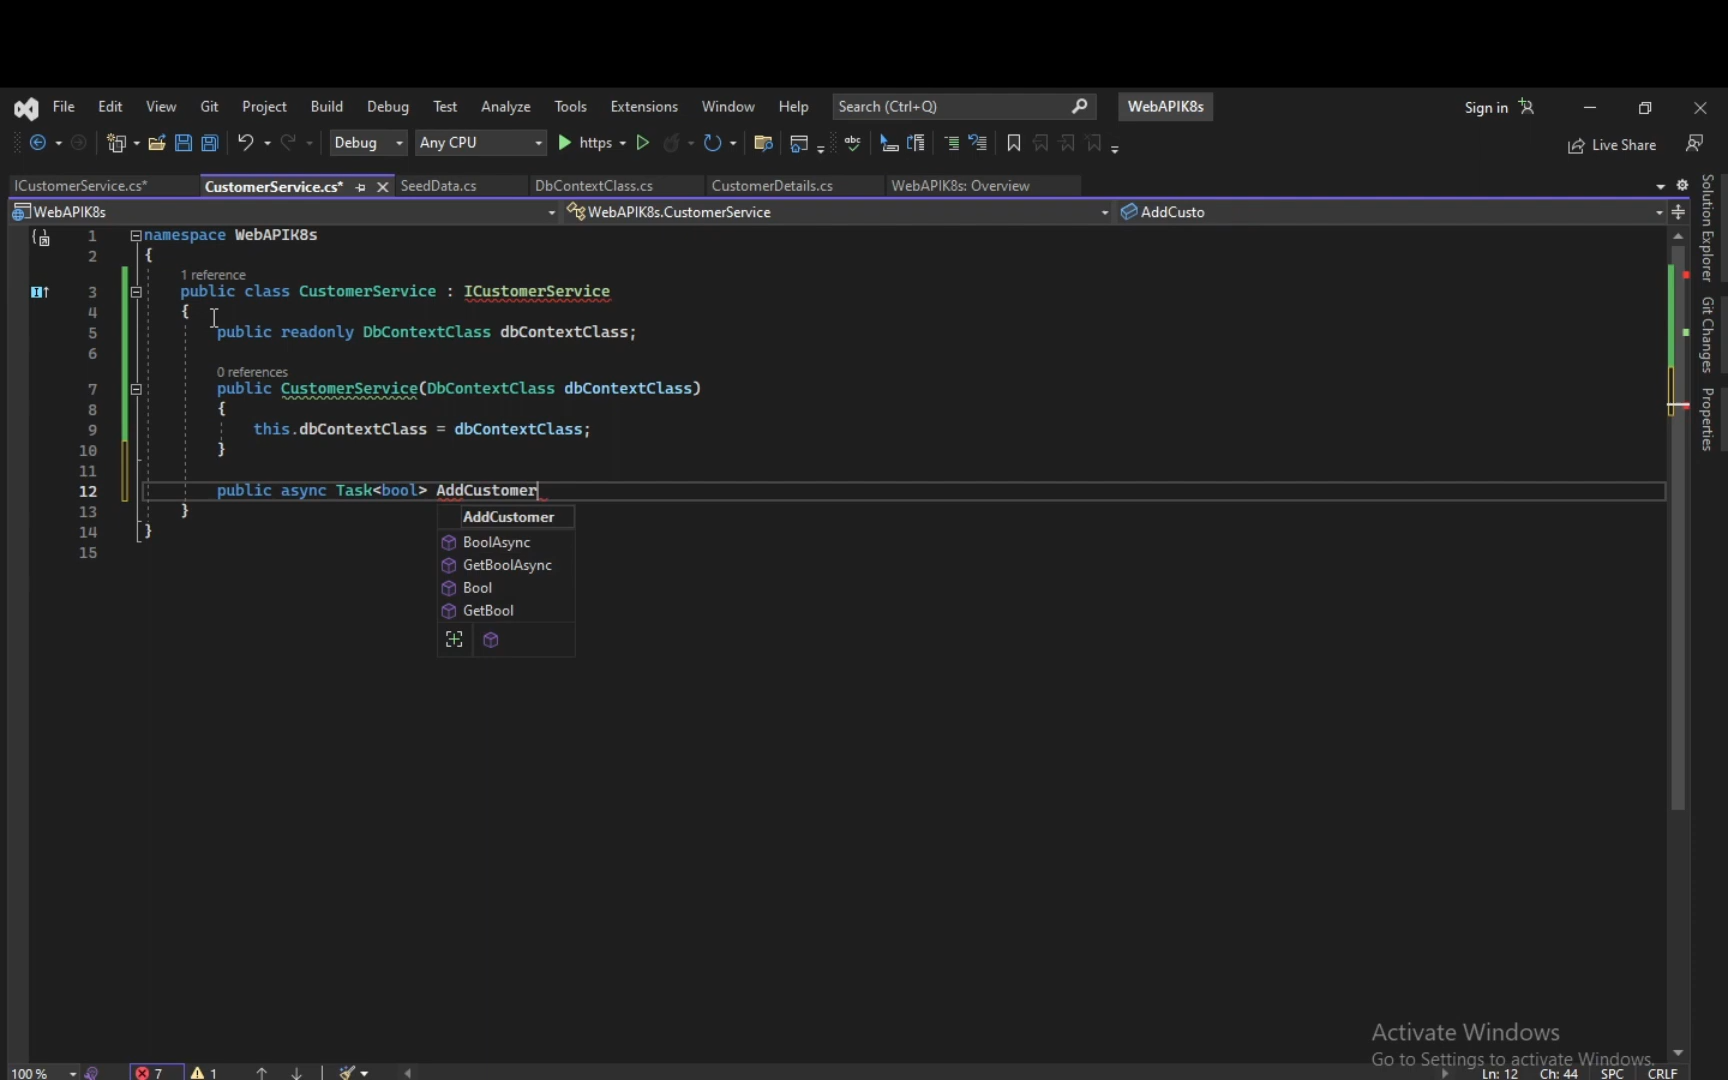 File Edit View Git Project Build Debug Test Analyze Tools Extensions Window Help Search (Ctrl+Q) WebAPIK8s Sign in
Debug Any CPU https Live Share
ICustomerService.cs* CustomerService.cs* SeedData.cs DbContextClass.cs CustomerDetails.cs WebAPIK8s: Overview
WebAPIK8s WebAPIK8s.CustomerService AddCusto
1 namespace WebAPIK8s
2 {
1 reference
3 public class CustomerService : ICustomerService
4 {
5 public readonly DbContextClass dbContextClass;
6
0 references
7 public CustomerService(DbContextClass dbContextClass)
8 {
9 this.dbContextClass = dbContextClass;
10 }
11
12 public async Task<bool> AddCustomer
13 }
14 }
15
AddCustomer
BoolAsync
GetBoolAsync
Bool
GetBool
Solution Explorer
Git Changes
Properties
Activate Windows
Go to Settings to activate Windows.
100 % 7 1 Ln: 12 Ch: 44 SPC CRLF